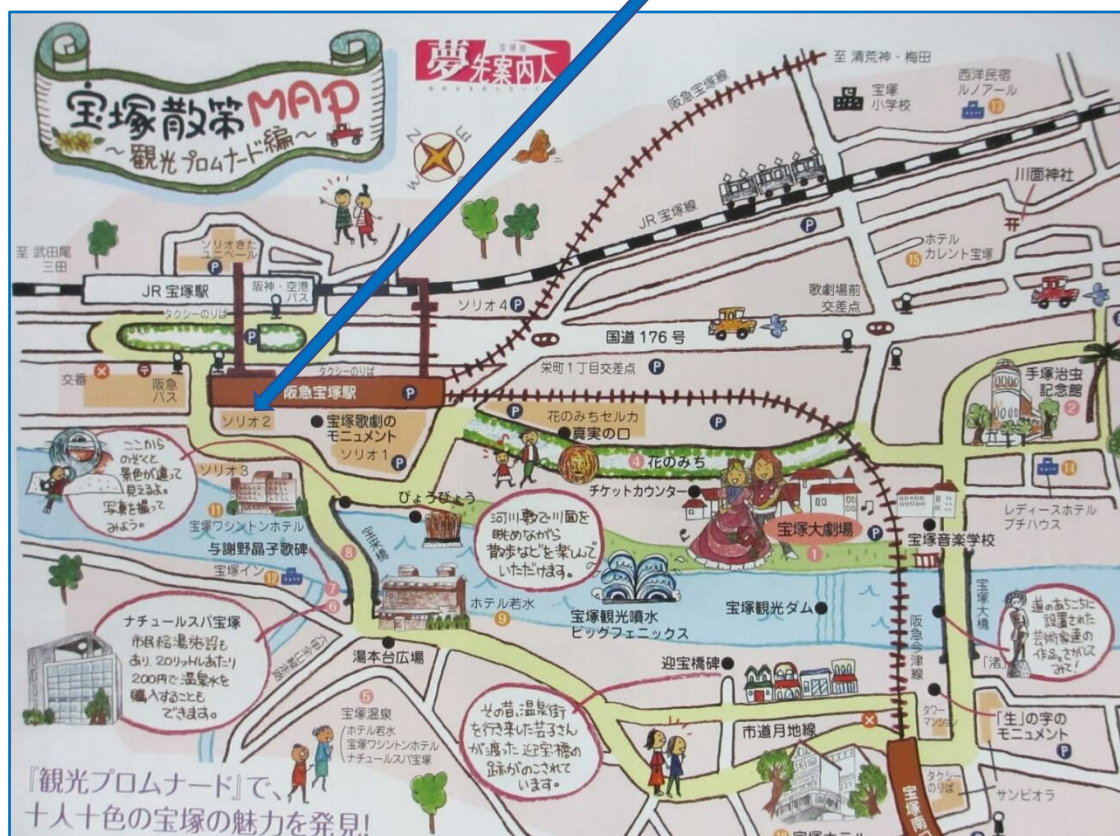 宝塚散策MAP
～観光プロムナード編～
宝塚発
夢先案内人
至 清荒神・梅田
阪急宝塚線
宝塚
小学校
西洋民宿
ルノアール
13
川面神社
N
E
W
S
JR 宝塚線
P
ホテル
カレント宝塚
15
至 武田尾
三田
ソリオきた
ユニベール
P
JR 宝塚駅
阪神・空港
バス
タクシーのりば
P
ソリオ4 P
歌劇場前
交差点
国道 176 号
栄町1丁目交差点 P
交番
阪急
バス
タクシーのりば
阪急宝塚駅 P
ソリオ2
宝塚歌劇の
モニュメント
ソリオ1
P
P
花のみちセルカ
真実の口
P
4 花のみち
手塚治虫
記念館
2
14
レディースホテル
プチハウス
ここから
のぞくと
景色が違って
見えるよ。
写真を撮って
みよう。
ソリオ3
11
宝塚ワシントンホテル
びょうびょう
チケットカウンター
河川敷で川面を
眺めながら
散歩などを楽しんで
いただけます。
宝塚大劇場 P
1
宝塚音楽学校
与謝野晶子歌碑
宝塚イン 12
宝来橋
8
7
6
ホテル若水
9
宝塚観光噴水
ビッグフェニックス
宝塚観光ダム
阪急今津線
宝塚大橋
道のあちこちに
設置された
芸術家達の
作品。さがして
みて!
「渚」
ナチュールスパ宝塚
市民給湯施設も
あり、20リットルあたり
200円で温泉水を
購入することも
できます。
湯本台広場
5
宝塚温泉
ホテル若水
宝塚ワシントンホテル
ナチュールスパ宝塚
迎宝橋碑
その昔、温泉街
を行き来した芸子さん
が渡った迎宝橋の
跡がのこされて
います。
市道月地線
タワー
マンション
「生」の字の
モニュメント
P
タクシー
のりば
サンビオラ
宝塚南
『観光プロムナード』で、
十人十色の宝塚の魅力を発見!